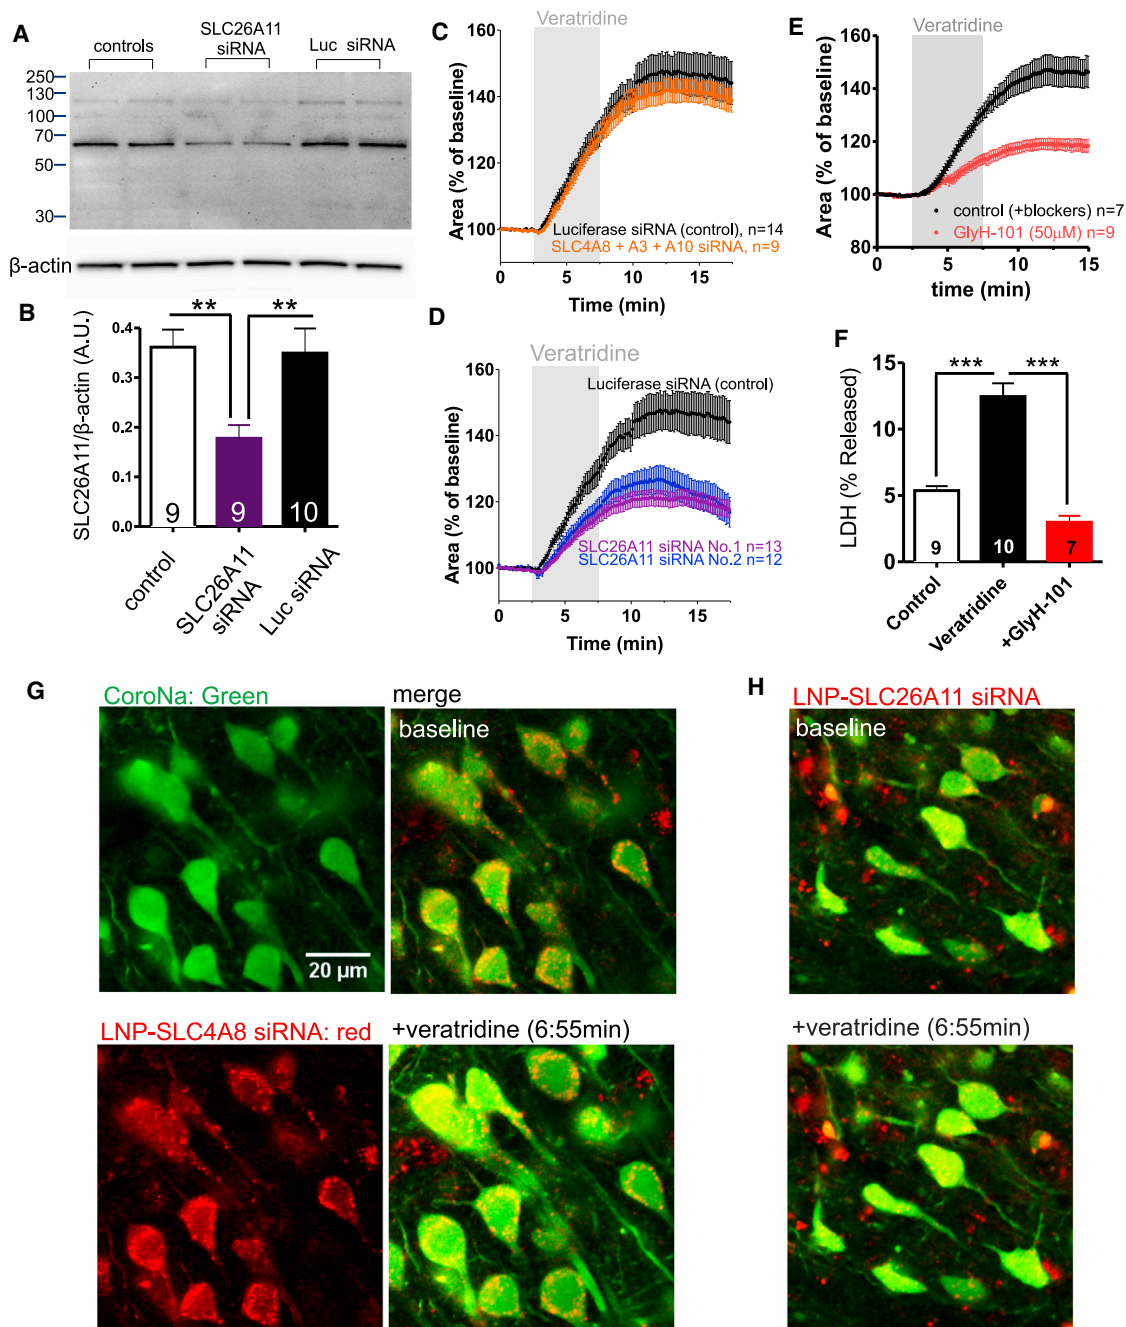 A
controls
SLC26A11
siRNA
Luc siRNA
250
130
100
70
50
30
β-actin
B
SLC26A11/β-actin (A.U.)
0.4
0.3
0.2
0.1
0.0
**
**
9
9
10
control
SLC26A11
siRNA
Luc siRNA
C
Veratridine
Area (% of baseline)
160
140
120
100
Luciferase siRNA (control), n=14
SLC4A8 + A3 + A10 siRNA, n=9
0
5
10
15
Time (min)
D
Veratridine
Area (% of baseline)
160
140
120
100
Luciferase siRNA (control)
SLC26A11 siRNA No.1 n=13
SLC26A11 siRNA No.2 n=12
0
5
10
15
Time (min)
E
Veratridine
Area (% of baseline)
160
140
120
100
80
control (+blockers) n=7
GlyH-101 (50µM) n=9
0
5
10
15
time (min)
F
LDH (% Released)
15
10
5
0
***
***
9
10
7
Control
Veratridine
+GlyH-101
G
CoroNa: Green
20 µm
merge
baseline
LNP-SLC4A8 siRNA: red
+veratridine (6:55min)
H
LNP-SLC26A11 siRNA
baseline
+veratridine (6:55min)